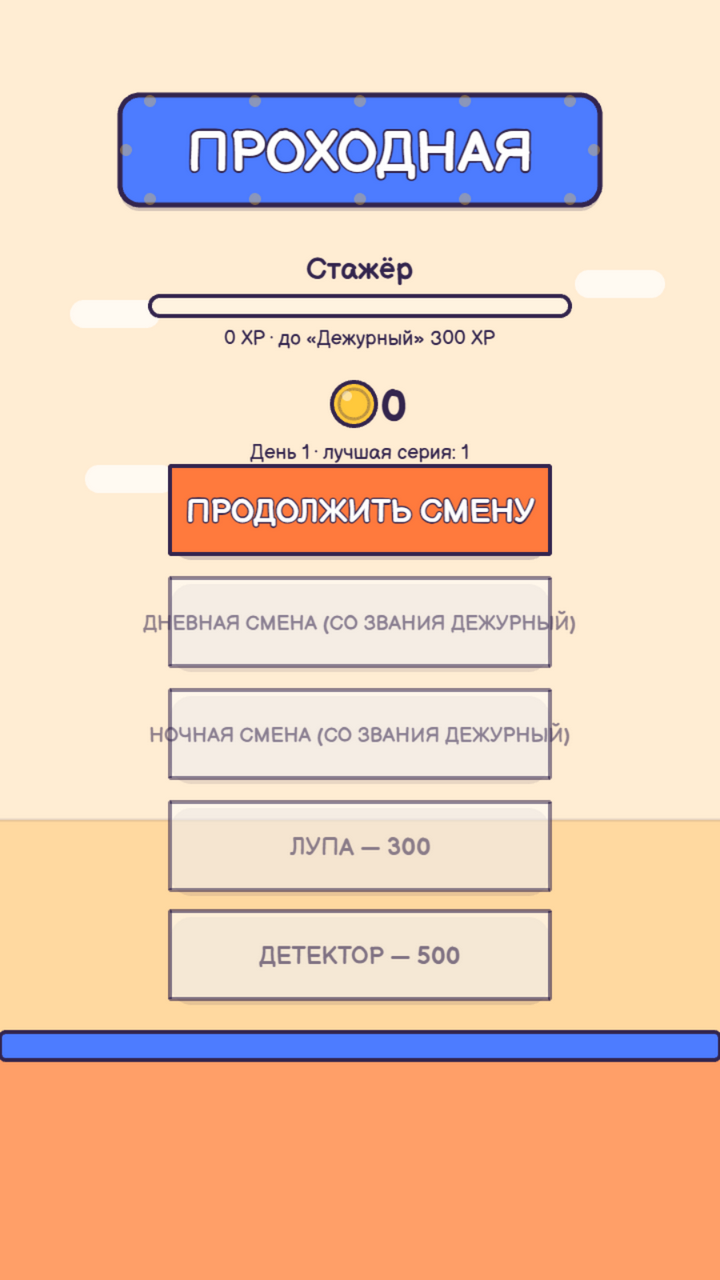 ПРОХОДНАЯ
Стажёр
0 XP · до «Дежурный» 300 XP
0
День 1 · лучшая серия: 1
ПРОДОЛЖИТЬ СМЕНУ
ДНЕВНАЯ СМЕНА (СО ЗВАНИЯ ДЕЖУРНЫЙ)
НОЧНАЯ СМЕНА (СО ЗВАНИЯ ДЕЖУРНЫЙ)
ЛУПА — 300
ДЕТЕКТОР — 500